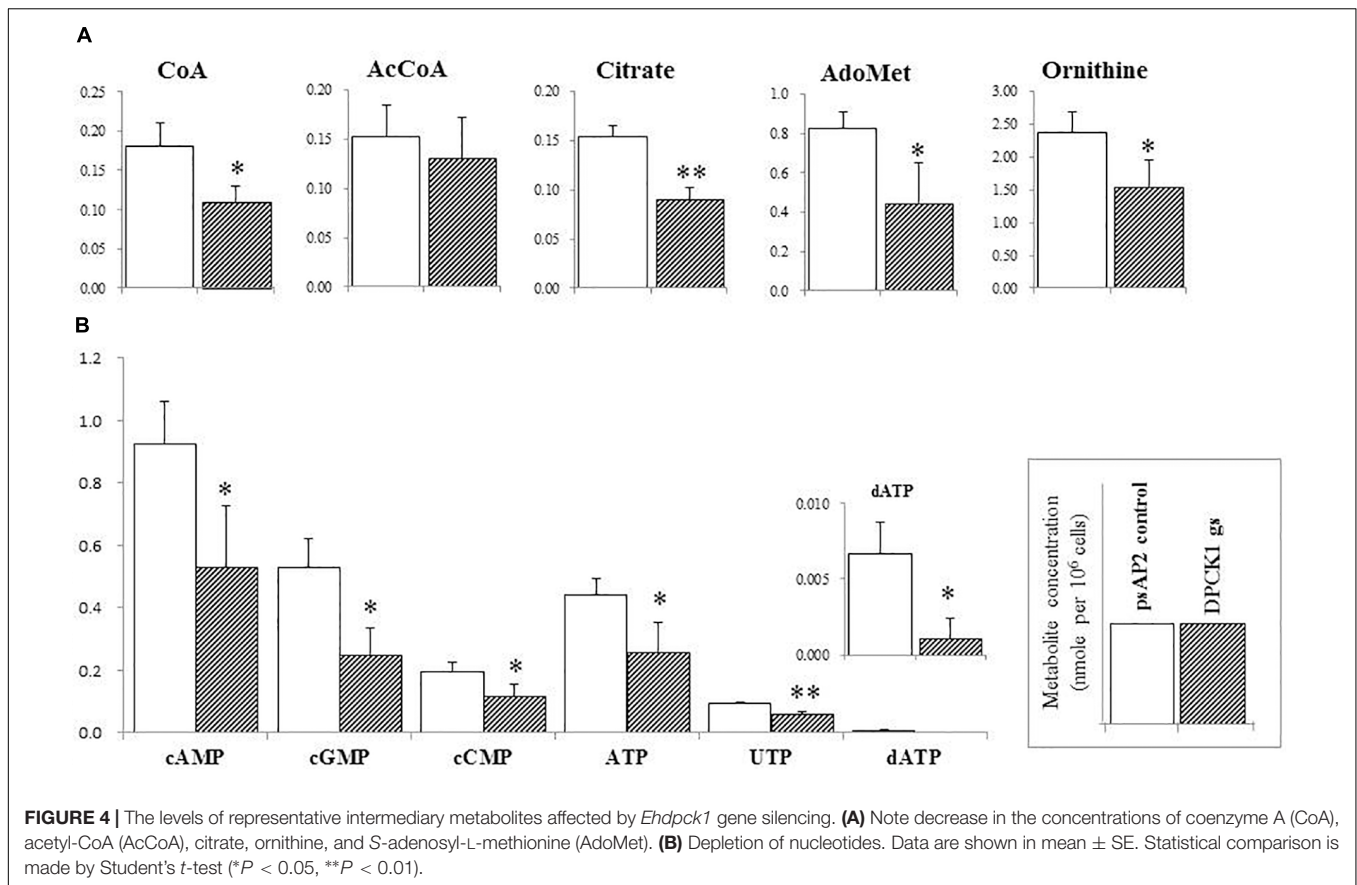 A
CoA
AcCoA
Citrate
AdoMet
Ornithine
0.25
0.20
0.15
0.10
0.05
0.00
*
0.20
0.15
0.10
0.05
0.00
0.20
0.15
0.10
0.05
0.00
**
1.0
0.8
0.6
0.4
0.2
0.0
*
3.00
2.50
2.00
1.50
1.00
0.50
0.00
*
B
1.2
1.0
0.8
0.6
0.4
0.2
0.0
*
*
*
*
**
dATP
0.010
0.005
0.000
*
cAMP
cGMP
cCMP
ATP
UTP
dATP
Metabolite concentration
(nmole per 10⁶ cells)
psAP2 control
DPCK1 gs
FIGURE 4 | The levels of representative intermediary metabolites affected by Ehdpck1 gene silencing. (A) Note decrease in the concentrations of coenzyme A (CoA),
acetyl-CoA (AcCoA), citrate, ornithine, and S-adenosyl-L-methionine (AdoMet). (B) Depletion of nucleotides. Data are shown in mean ± SE. Statistical comparison is
made by Student's t-test (*P < 0.05, **P < 0.01).